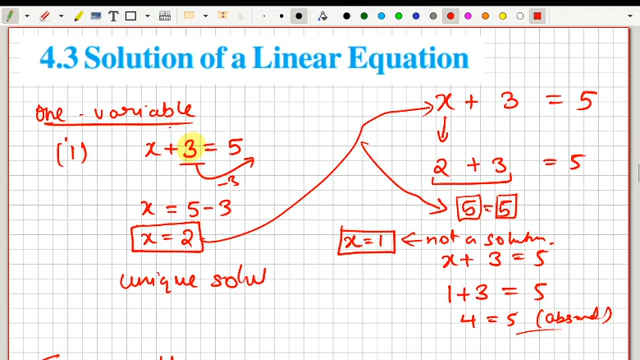 4.3 Solution of a Linear Equation
One-variable
(i) x + 3 = 5
-3
x = 5 - 3
x = 2
unique soln
x + 3 = 5
2 + 3 = 5
5 = 5
x = 1 ← not a solution.
x + 3 = 5
1 + 3 = 5
4 = 5 (absurd)